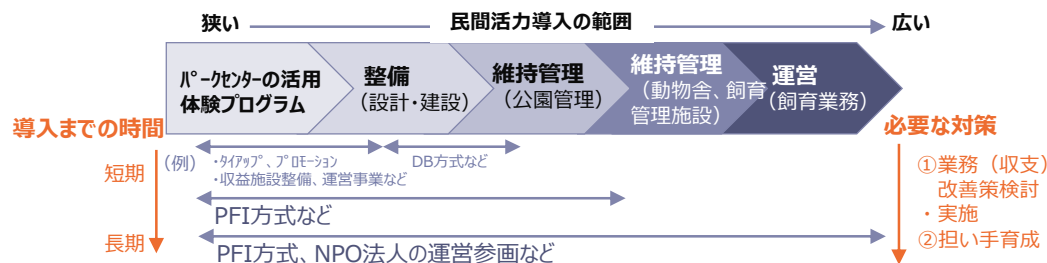 狭い 民間活力導入の範囲 広い
ﾊﾟｰｸｾﾝﾀｰの活用
体験プログラム
整備
（設計・建設）
維持管理
（公園管理）
維持管理
（動物舎、飼育
管理施設）
運営
（飼育業務）
導入までの時間
短期
長期
（例）
・ﾀｲｱｯﾌﾟ、ﾌﾟﾛﾓｰｼｮﾝ
・収益施設整備、運営事業など
DB方式など
PFI方式など
PFI方式、NPO法人の運営参画など
必要な対策
①業務（収支）
改善策検討
・実施
②担い手育成